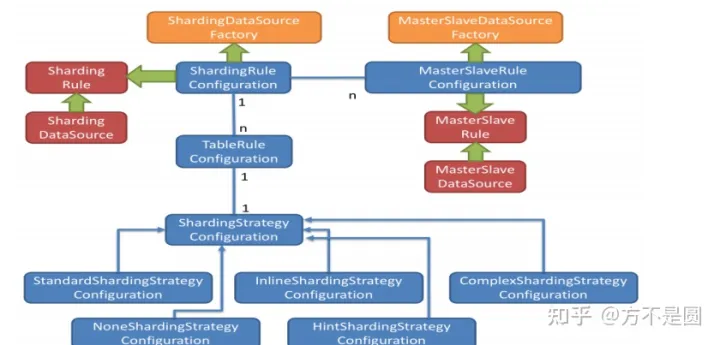 ShardingDataSource
Factory
MasterSlaveDataSource
Factory
Sharding
Rule
ShardingRule
Configuration
MasterSlaveRule
Configuration
1
n
Sharding
DataSource
MasterSlave
Rule
n
TableRule
Configuration
MasterSlave
DataSource
1
1
ShardingStrategy
Configuration
StandardShardingStrategy
Configuration
InlineShardingStrategy
Configuration
ComplexShardingStrategy
Configuration
NoneShardingStrategy
Configuration
HintShardingStrategy
Configuration
知乎 @方不是圆